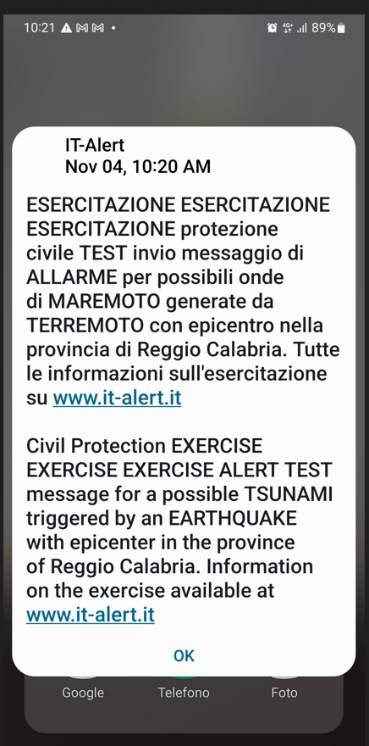 10:21
4G+ 89%
IT-Alert
Nov 04, 10:20 AM
ESERCITAZIONE ESERCITAZIONE
ESERCITAZIONE protezione
civile TEST invio messaggio di
ALLARME per possibili onde
di MAREMOTO generate da
TERREMOTO con epicentro nella
provincia di Reggio Calabria. Tutte
le informazioni sull'esercitazione
su www.it-alert.it
Civil Protection EXERCISE
EXERCISE EXERCISE ALERT TEST
message for a possible TSUNAMI
triggered by an EARTHQUAKE
with epicenter in the province
of Reggio Calabria. Information
on the exercise available at
www.it-alert.it
OK
Google Telefono Foto